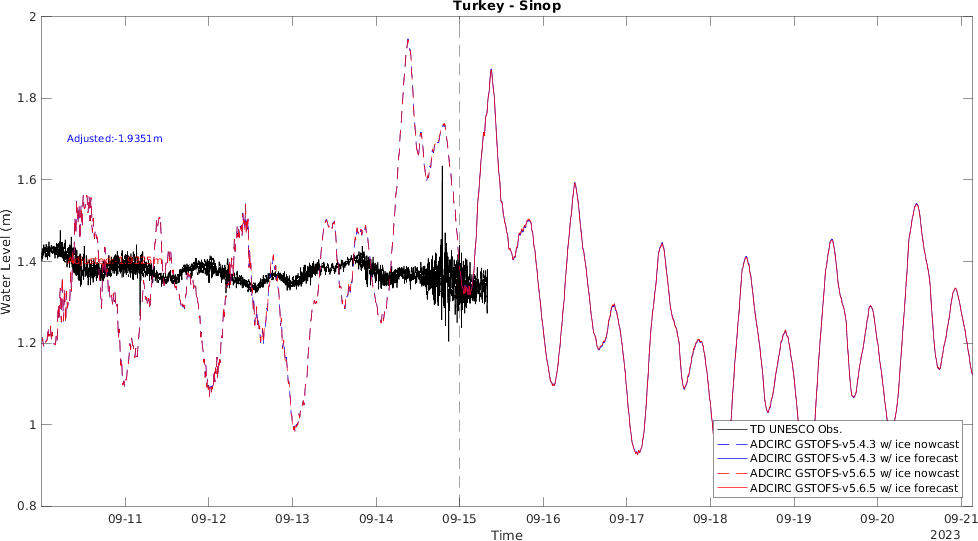 Turkey - Sinop
2
1.8
1.6
1.4
1.2
1
0.8
Water Level (m)
Adjusted:-1.9351m
09-11
09-12
09-13
09-14
09-15
09-16
09-17
09-18
09-19
09-20
09-21
2023
Time
TD UNESCO Obs.
ADCIRC GSTOFS-v5.4.3 w/ ice nowcast
ADCIRC GSTOFS-v5.4.3 w/ ice forecast
ADCIRC GSTOFS-v5.6.5 w/ ice nowcast
ADCIRC GSTOFS-v5.6.5 w/ ice forecast